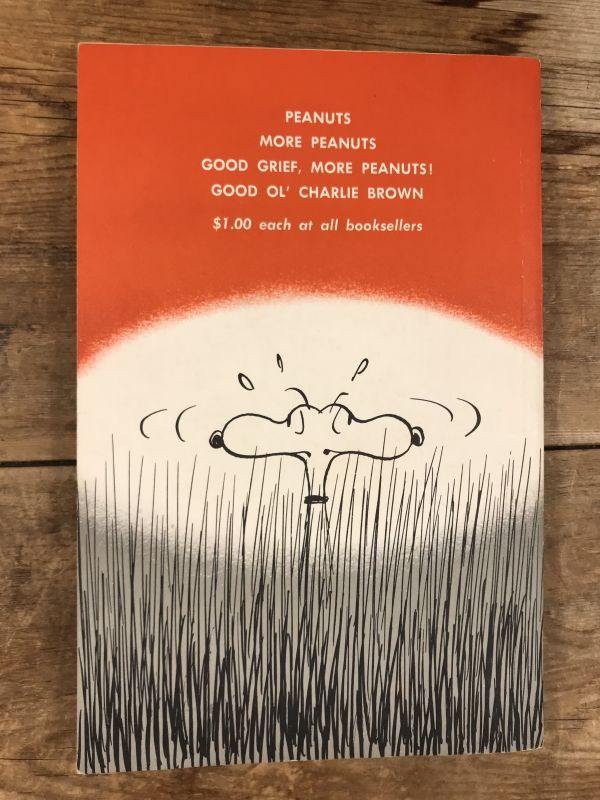 PEANUTS
MORE PEANUTS
GOOD GRIEF, MORE PEANUTS!
GOOD OL' CHARLIE BROWN
$1.00 each at all booksellers